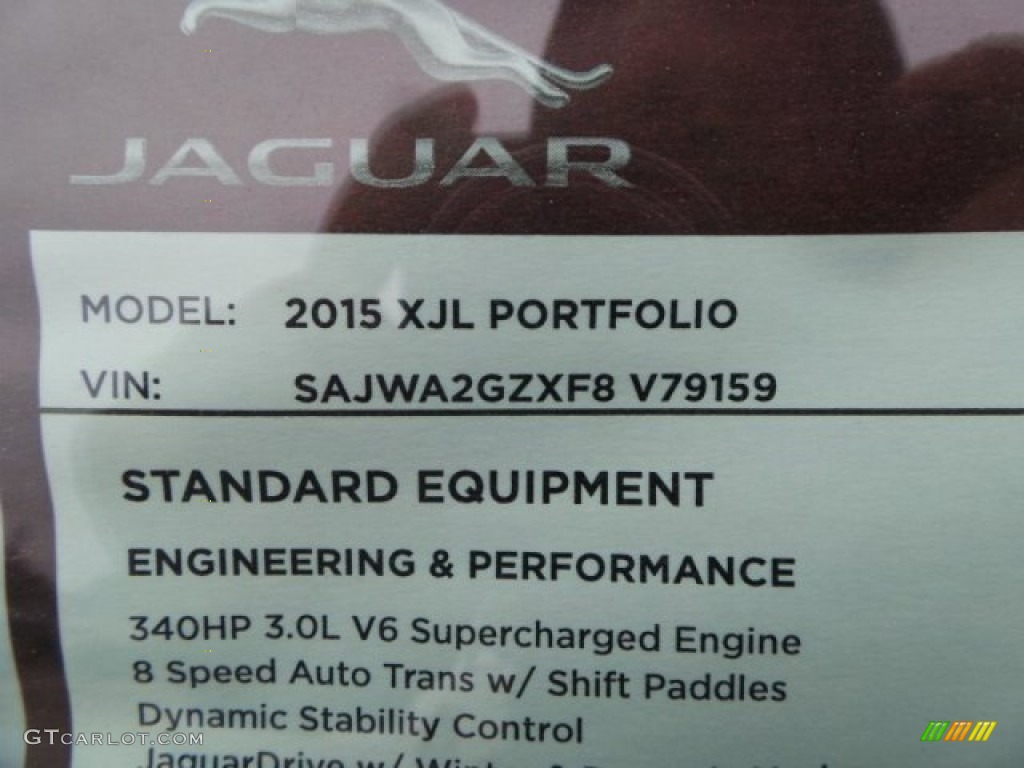 JAGUAR
MODEL: 2015 XJL PORTFOLIO
VIN: SAJWA2GZXF8 V79159
STANDARD EQUIPMENT
ENGINEERING & PERFORMANCE
340HP 3.0L V6 Supercharged Engine
8 Speed Auto Trans w/ Shift Paddles
Dynamic Stability Control
JaguarDrive w/
GTCARLOT.COM